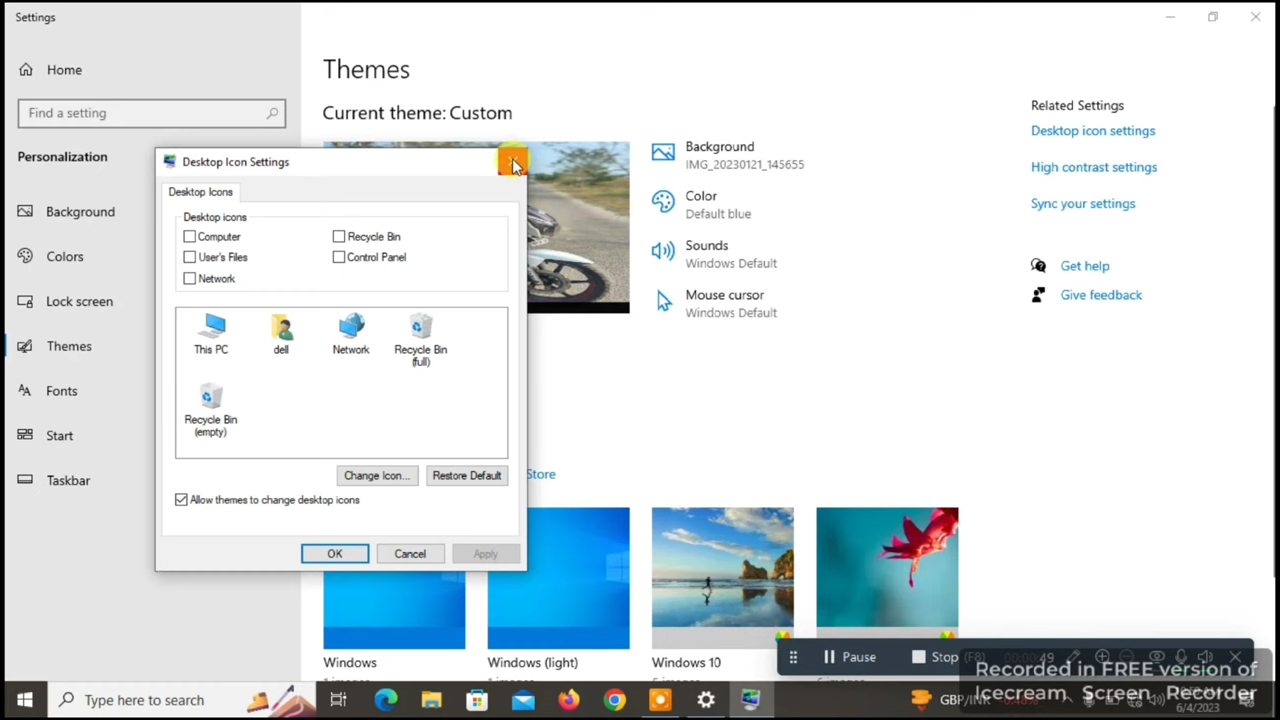 Settings
Home
Find a setting
Personalization
Background
Colors
Lock screen
Themes
Fonts
Start
Taskbar
Themes
Current theme: Custom
Background
IMG_20230121_145655
Color
Default blue
Sounds
Windows Default
Mouse cursor
Windows Default
Related Settings
Desktop icon settings
High contrast settings
Sync your settings
Get help
Give feedback
Desktop Icon Settings
Desktop Icons
Desktop icons
Computer
Recycle Bin
User's Files
Control Panel
Network
This PC
dell
Network
Recycle Bin
(full)
Recycle Bin
(empty)
Change Icon...
Restore Default
Allow themes to change desktop icons
OK
Cancel
Apply
Store
Windows
Windows (light)
Windows 10
Pause
Stop (F8)
Recorded in FREE version of
Icecream Screen Recorder
Type here to search
GBP/INR
6/4/2023